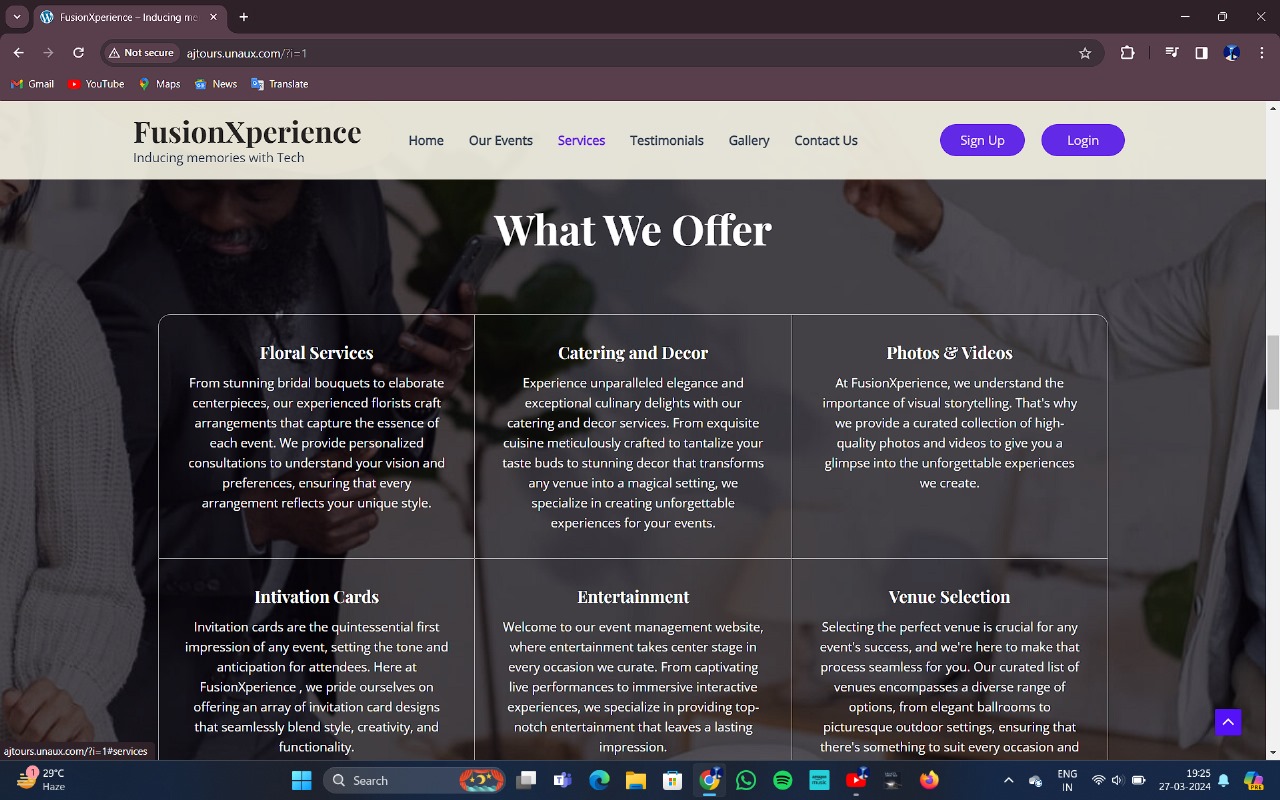 FusionXperience – Inducing me
Not secure
ajtours.unaux.com/?i=1
Gmail
YouTube
Maps
News
Translate
FusionXperience
Inducing memories with Tech
Home
Our Events
Services
Testimonials
Gallery
Contact Us
Sign Up
Login
What We Offer
Floral Services
From stunning bridal bouquets to elaborate
centerpieces, our experienced florists craft
arrangements that capture the essence of
each event. We provide personalized
consultations to understand your vision and
preferences, ensuring that every
arrangement reflects your unique style.
Catering and Decor
Experience unparalleled elegance and
exceptional culinary delights with our
catering and decor services. From exquisite
cuisine meticulously crafted to tantalize your
taste buds to stunning decor that transforms
any venue into a magical setting, we
specialize in creating unforgettable
experiences for your events.
Photos & Videos
At FusionXperience, we understand the
importance of visual storytelling. That's why
we provide a curated collection of high-
quality photos and videos to give you a
glimpse into the unforgettable experiences
we create.
Intivation Cards
Invitation cards are the quintessential first
impression of any event, setting the tone and
anticipation for attendees. Here at
FusionXperience , we pride ourselves on
offering an array of invitation card designs
that seamlessly blend style, creativity, and
functionality.
Entertainment
Welcome to our event management website,
where entertainment takes center stage in
every occasion we curate. From captivating
live performances to immersive interactive
experiences, we specialize in providing top-
notch entertainment that leaves a lasting
impression.
Venue Selection
Selecting the perfect venue is crucial for any
event's success, and we're here to make that
process seamless for you. Our curated list of
venues encompasses a diverse range of
options, from elegant ballrooms to
picturesque outdoor settings, ensuring that
there's something to suit every occasion and
ajtours.unaux.com/?i=1#services
1
29°C
Haze
Search
amazon
music
ENG
IN
19:25
27-03-2024
PRE